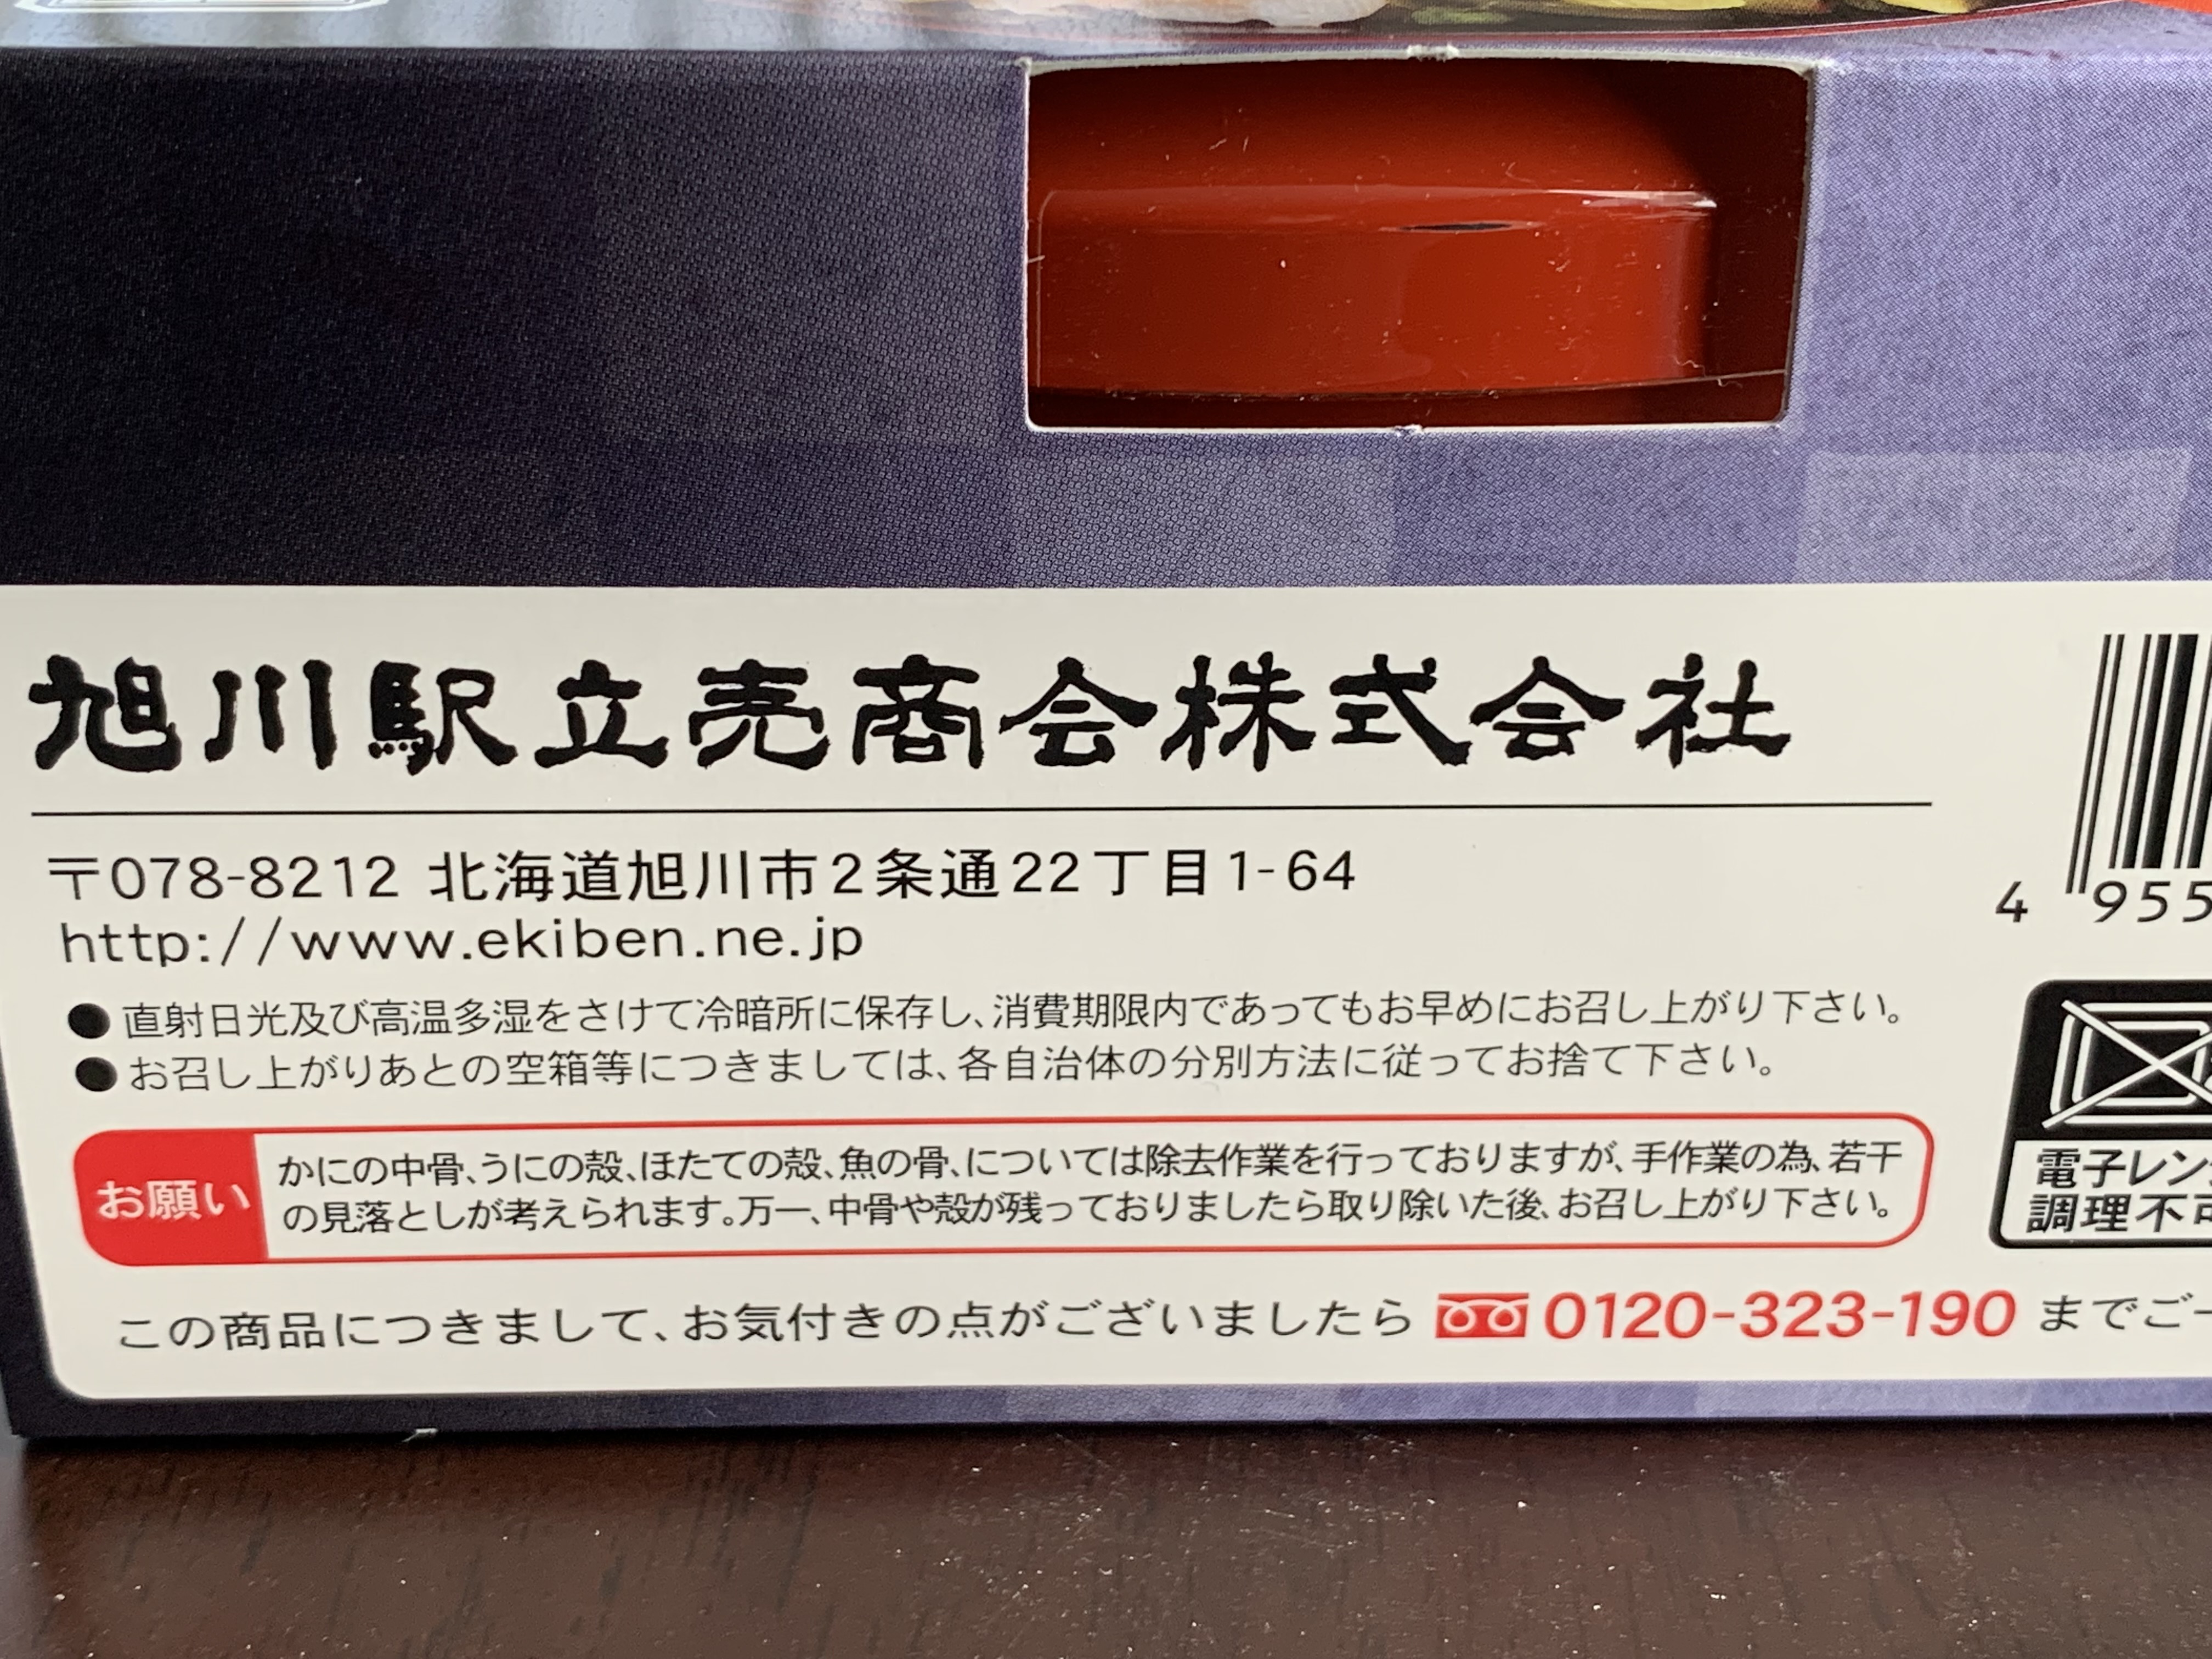 旭川駅立売商会株式会社
〒078-8212 北海道旭川市2条通22丁目1-64
http://www.ekiben.ne.jp
4 955
●直射日光及び高温多湿をさけて冷暗所に保存し、消費期限内であってもお早めにお召し上がり下さい。
●お召し上がりあとの空箱等につきましては、各自治体の分別方法に従ってお捨て下さい。
お願い
かにの中骨、うにの殻、ほたての殻、魚の骨、については除去作業を行っておりますが、手作業の為、若干
の見落としが考えられます。万一、中骨や殻が残っておりましたら取り除いた後、お召し上がり下さい。
電子レン
調理不可
この商品につきまして、お気付きの点がございましたら 0120-323-190 までご